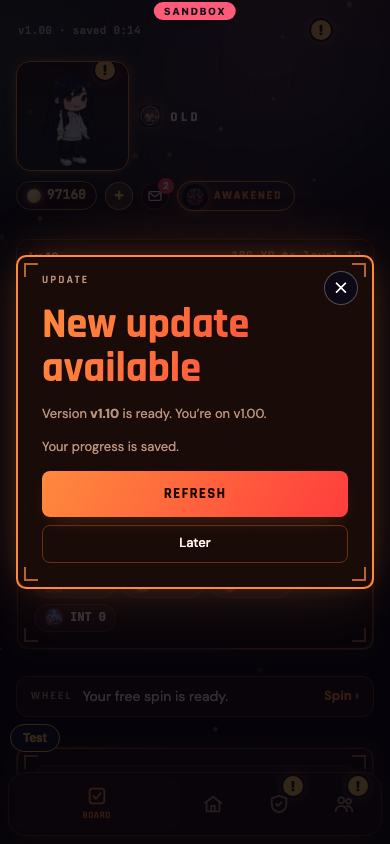 SANDBOX
v1.00 · saved 0:14
!
!
OLD
97160
+
2
AWAKENED
UPDATE
New update
available
Version v1.10 is ready. You're on v1.00.
Your progress is saved.
REFRESH
Later
INT 0
WHEEL Your free spin is ready. Spin ›
Test
! !
BOARD